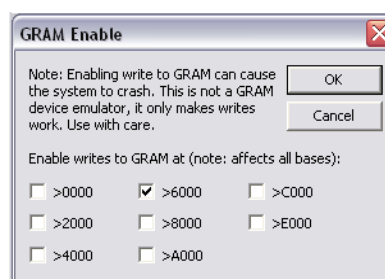 GRAM Enable
Note: Enabling write to GRAM can cause
the system to crash. This is not a GRAM
device emulator, it only makes writes
work. Use with care.
OK
Cancel
Enable writes to GRAM at (note: affects all bases):
>0000 >6000 >C000
>2000 >8000 >E000
>4000 >A000